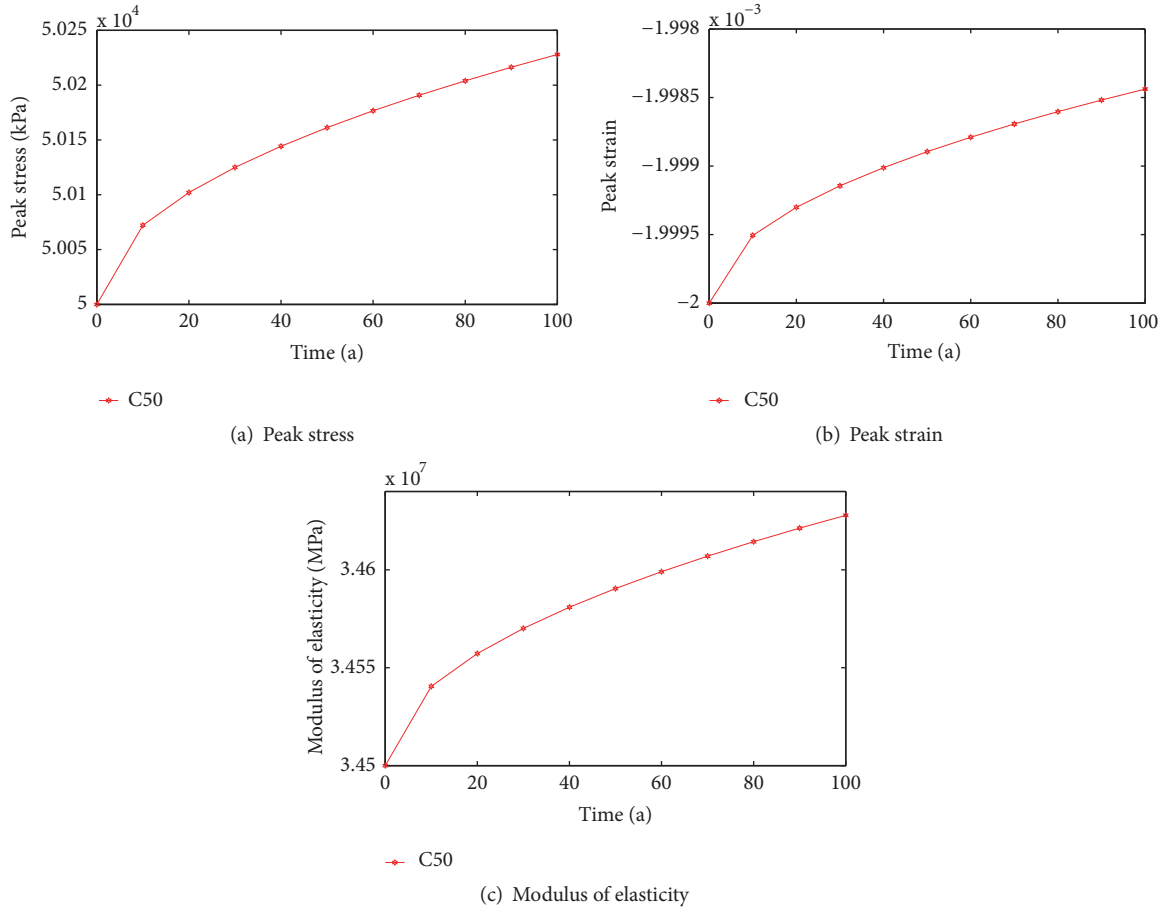 x 10^4
5.025
5.02
5.015
5.01
5.005
5
Peak stress (kPa)
0 20 40 60 80 100
Time (a)
C50
(a) Peak stress
x 10^−3
−1.998
−1.9985
−1.999
−1.9995
−2
Peak strain
0 20 40 60 80 100
Time (a)
C50
(b) Peak strain
x 10^7
3.46
3.455
3.45
Modulus of elasticity (MPa)
0 20 40 60 80 100
Time (a)
C50
(c) Modulus of elasticity